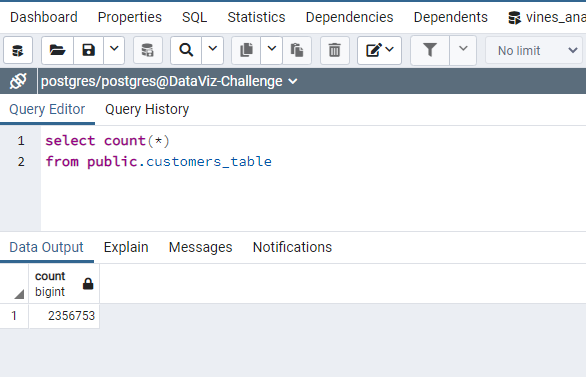 Dashboard Properties SQL Statistics Dependencies Dependents vines_ana
No limit
postgres/postgres@DataViz-Challenge
Query Editor Query History
1 select count(*)
2 from public.customers_table
Data Output Explain Messages Notifications
count
bigint
1 2356753